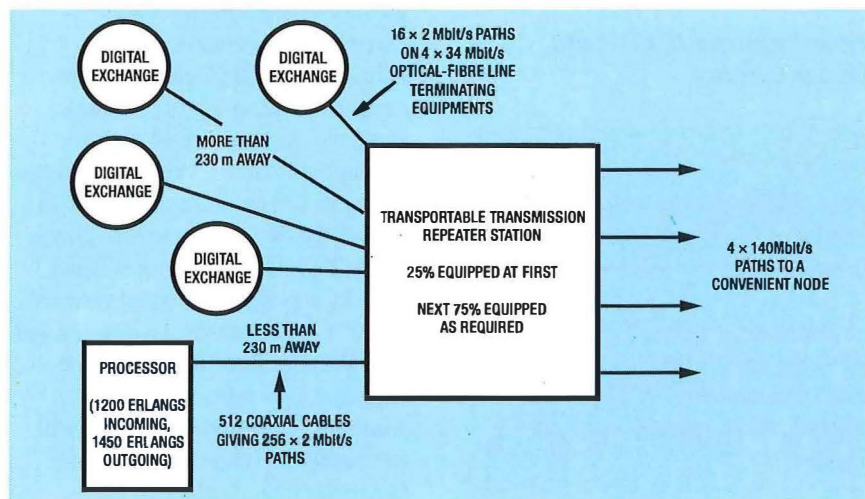 DIGITAL
EXCHANGE
DIGITAL
EXCHANGE
16 × 2 Mbit/s PATHS
ON 4 × 34 Mbit/s
OPTICAL-FIBRE LINE
TERMINATING
EQUIPMENTS
MORE THAN
230 m AWAY
DIGITAL
EXCHANGE
DIGITAL
EXCHANGE
TRANSPORTABLE TRANSMISSION
REPEATER STATION
25% EQUIPPED AT FIRST
NEXT 75% EQUIPPED
AS REQUIRED
4 × 140Mbit/s
PATHS TO A
CONVENIENT NODE
LESS THAN
230 m AWAY
PROCESSOR
(1200 ERLANGS
INCOMING,
1450 ERLANGS
OUTGOING)
512 COAXIAL CABLES
GIVING 256 × 2 Mbit/s
PATHS